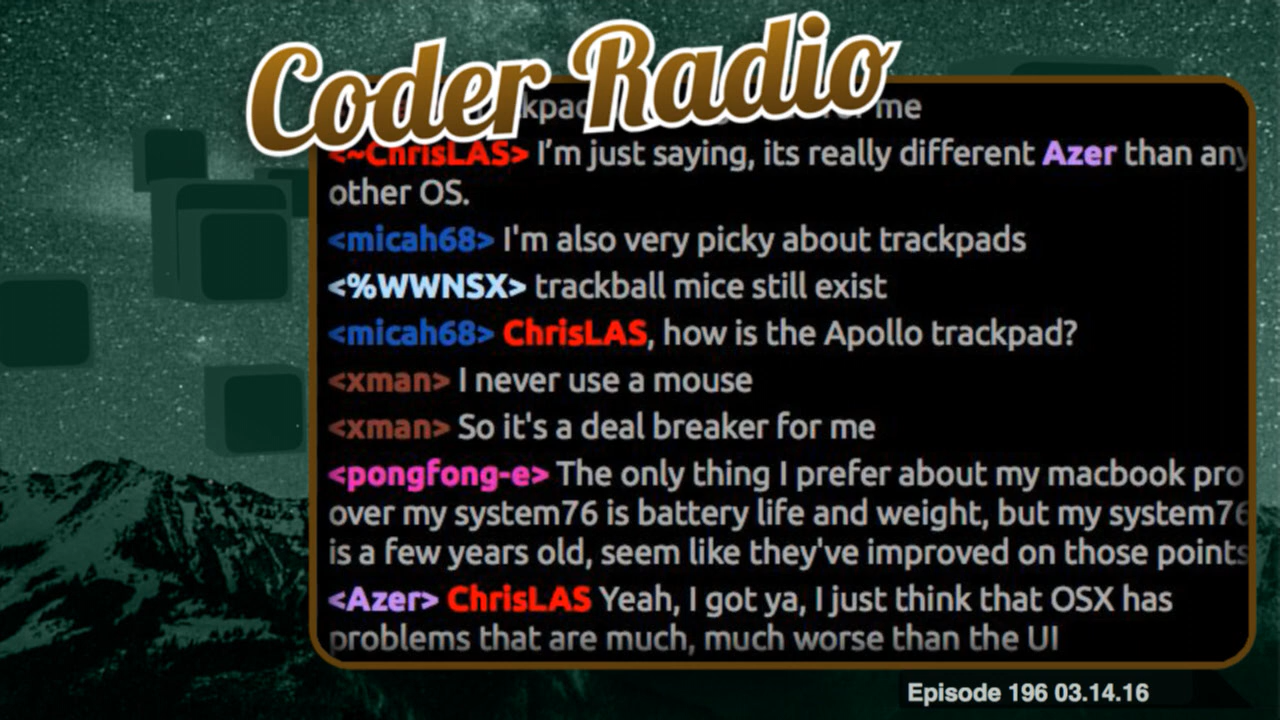 Coder Radio
me
<~ChrisLAS> I'm just saying, its really different Azer than any
other OS.
<micah68> I'm also very picky about trackpads
<%WWNSX> trackball mice still exist
<micah68> ChrisLAS, how is the Apollo trackpad?
<xman> I never use a mouse
<xman> So it's a deal breaker for me
<pongfong-e> The only thing I prefer about my macbook pro
over my system76 is battery life and weight, but my system76
is a few years old, seem like they've improved on those points
<Azer> ChrisLAS Yeah, I got ya, I just think that OSX has
problems that are much, much worse than the UI
Episode 196 03.14.16